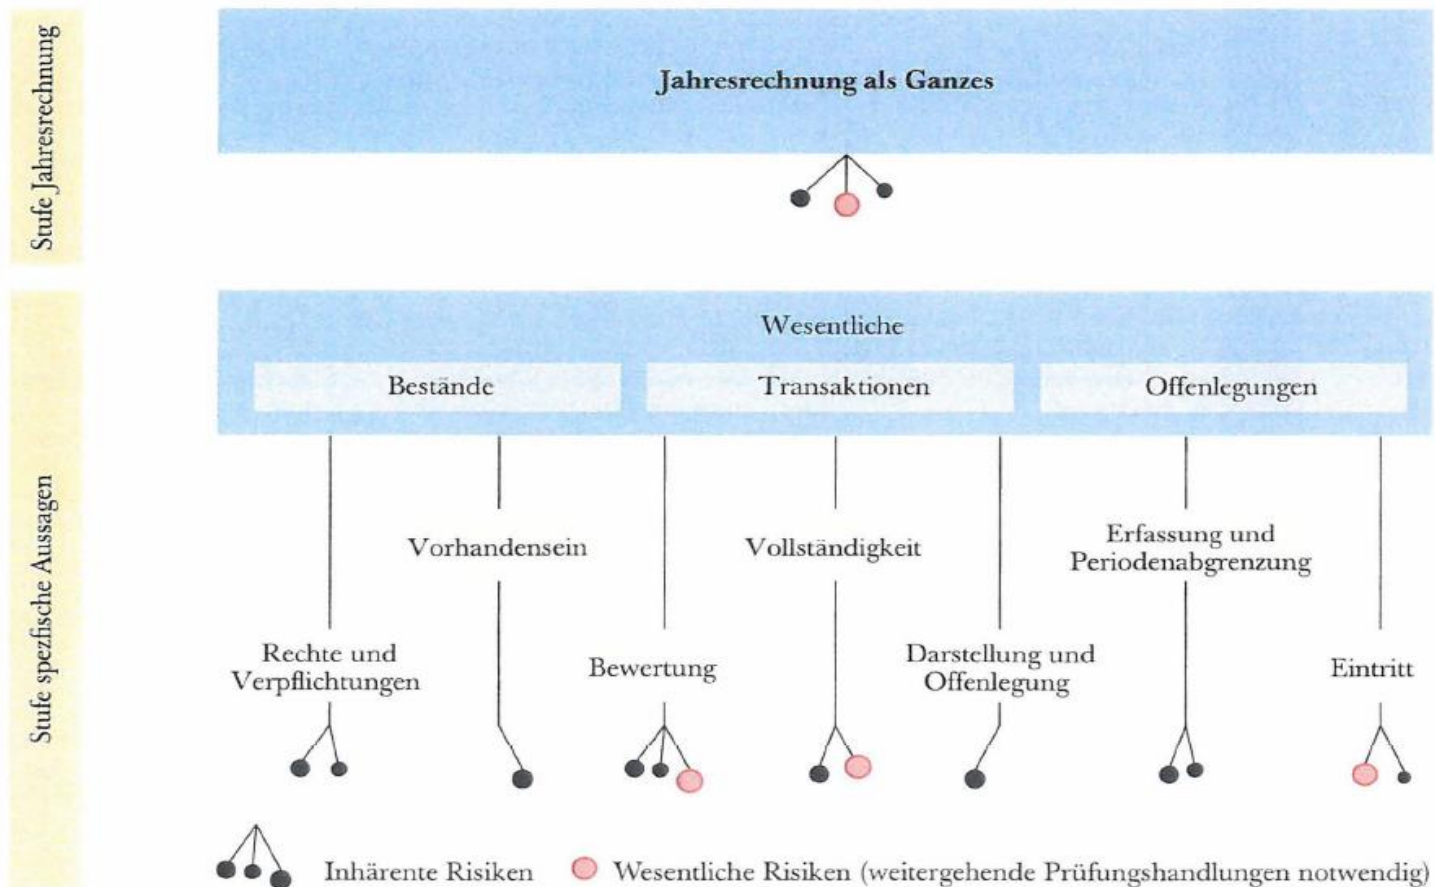 Stufe Jahresrechnung
Jahresrechnung als Ganzes
Stufe spezfische Aussagen
Wesentliche
Bestände
Transaktionen
Offenlegungen
Vorhandensein
Vollständigkeit
Erfassung und
Periodenabgrenzung
Rechte und
Verpflichtungen
Bewertung
Darstellung und
Offenlegung
Eintritt
Inhärente Risiken
Wesentliche Risiken (weitergehende Prüfungshandlungen notwendig)